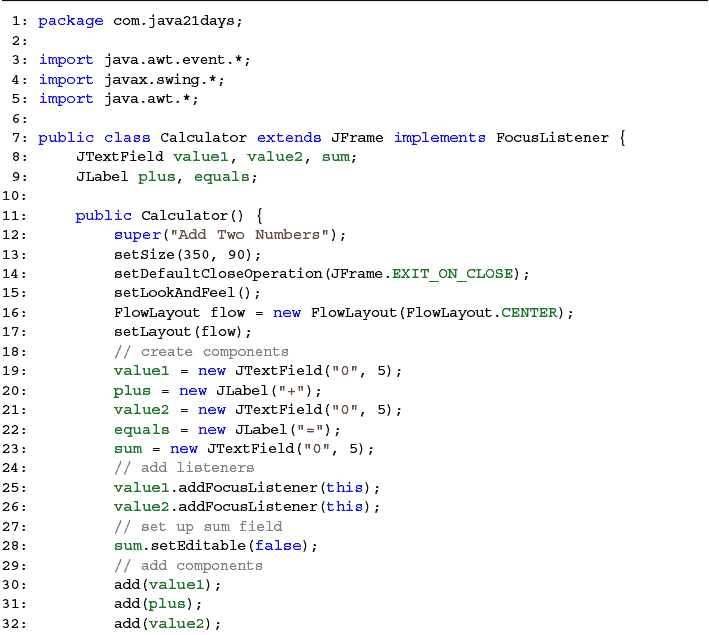 1: package com.java21days;
2:
3: import java.awt.event.*;
4: import javax.swing.*;
5: import java.awt.*;
6:
7: public class Calculator extends JFrame implements FocusListener {
8:     JTextField value1, value2, sum;
9:     JLabel plus, equals;
10:
11:     public Calculator() {
12:         super("Add Two Numbers");
13:         setSize(350, 90);
14:         setDefaultCloseOperation(JFrame.EXIT_ON_CLOSE);
15:         setLookAndFeel();
16:         FlowLayout flow = new FlowLayout(FlowLayout.CENTER);
17:         setLayout(flow);
18:         // create components
19:         value1 = new JTextField("0", 5);
20:         plus = new JLabel("+");
21:         value2 = new JTextField("0", 5);
22:         equals = new JLabel("=");
23:         sum = new JTextField("0", 5);
24:         // add listeners
25:         value1.addFocusListener(this);
26:         value2.addFocusListener(this);
27:         // set up sum field
28:         sum.setEditable(false);
29:         // add components
30:         add(value1);
31:         add(plus);
32:         add(value2);